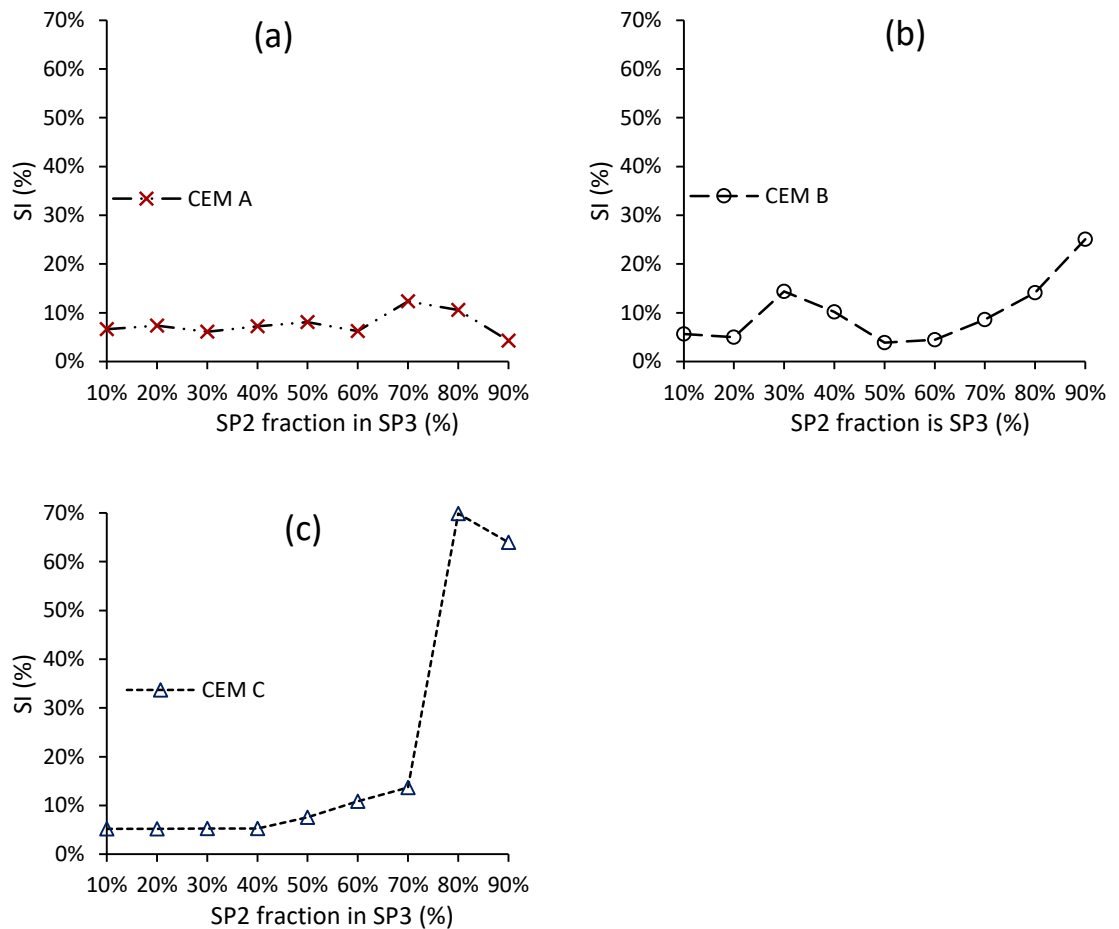 (a)
70%
60%
50%
40%
30%
20%
10%
0%
SI (%)
CEM A
10% 20% 30% 40% 50% 60% 70% 80% 90%
SP2 fraction in SP3 (%)
(b)
70%
60%
50%
40%
30%
20%
10%
0%
SI (%)
CEM B
10% 20% 30% 40% 50% 60% 70% 80% 90%
SP2 fraction is SP3 (%)
(c)
70%
60%
50%
40%
30%
20%
10%
0%
SI (%)
CEM C
10% 20% 30% 40% 50% 60% 70% 80% 90%
SP2 fraction in SP3 (%)